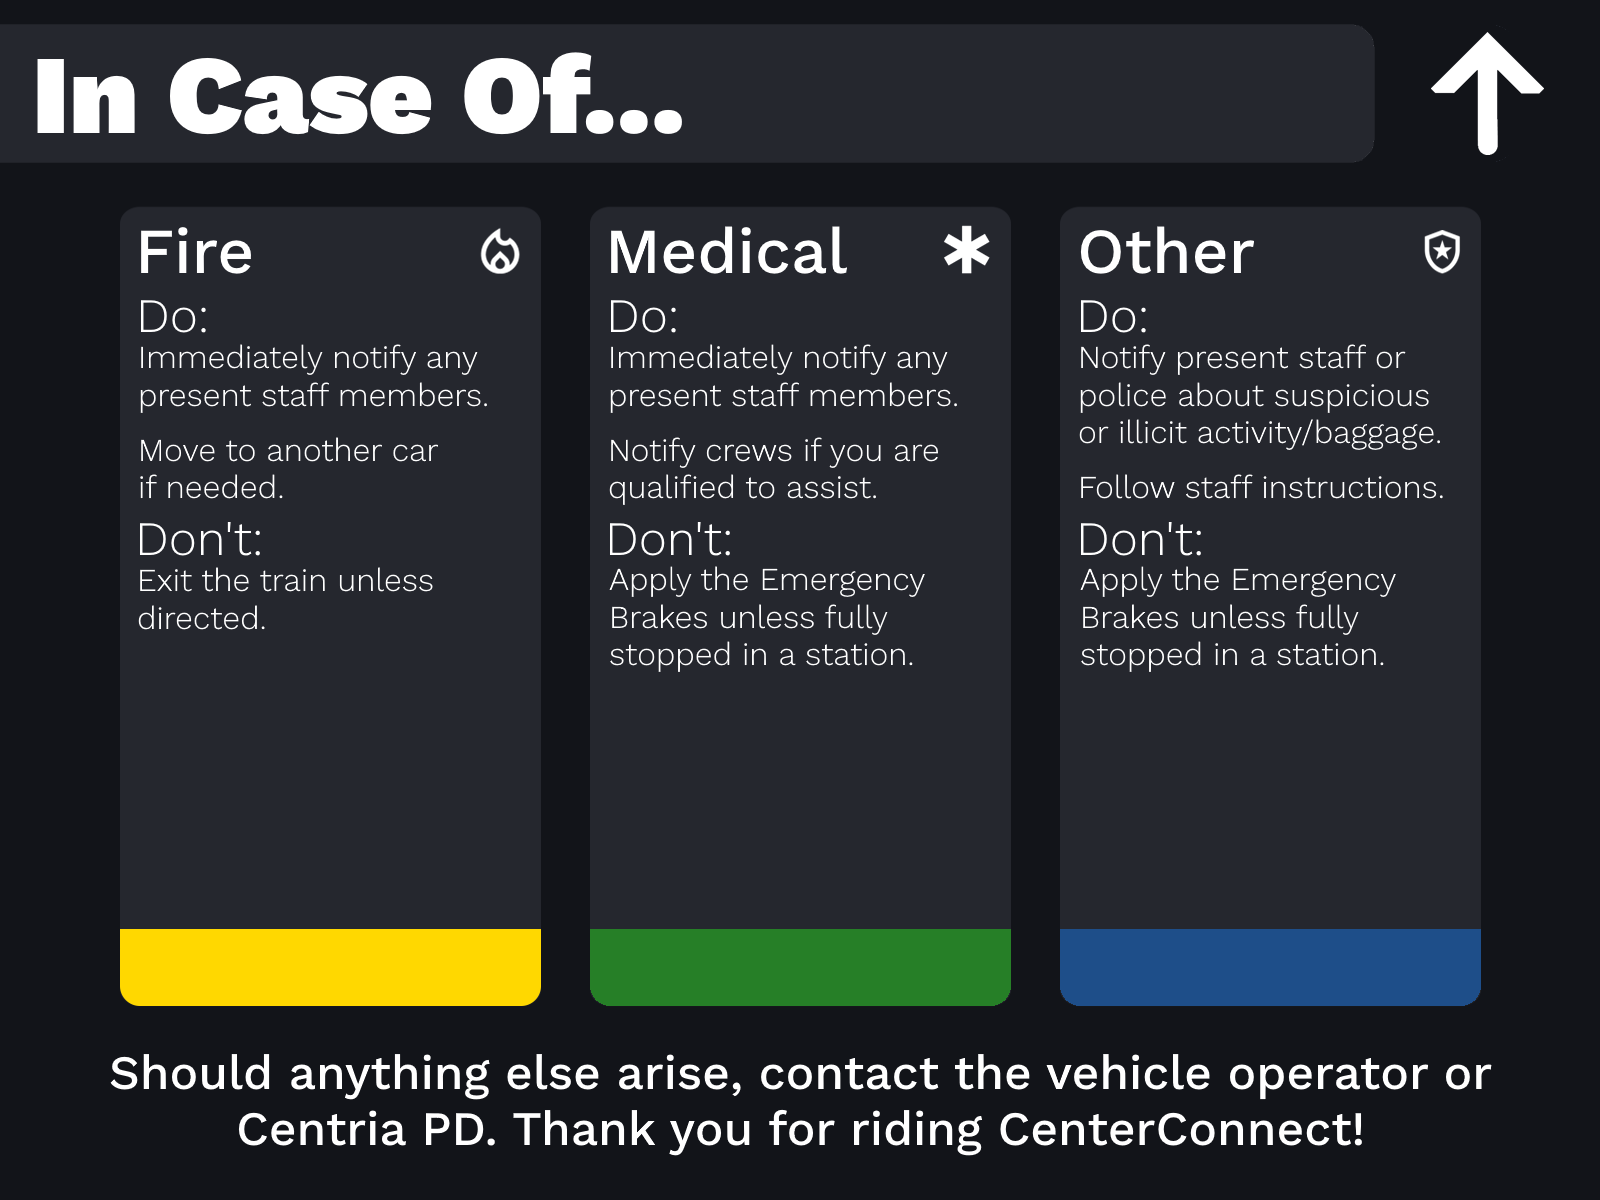 In Case Of...
Fire
Do:
Immediately notify any
present staff members.
Move to another car
if needed.
Don't:
Exit the train unless
directed.
Medical
Do:
Immediately notify any
present staff members.
Notify crews if you are
qualified to assist.
Don't:
Apply the Emergency
Brakes unless fully
stopped in a station.
Other
Do:
Notify present staff or
police about suspicious
or illicit activity/baggage.
Follow staff instructions.
Don't:
Apply the Emergency
Brakes unless fully
stopped in a station.
Should anything else arise, contact the vehicle operator or
Centria PD. Thank you for riding CenterConnect!